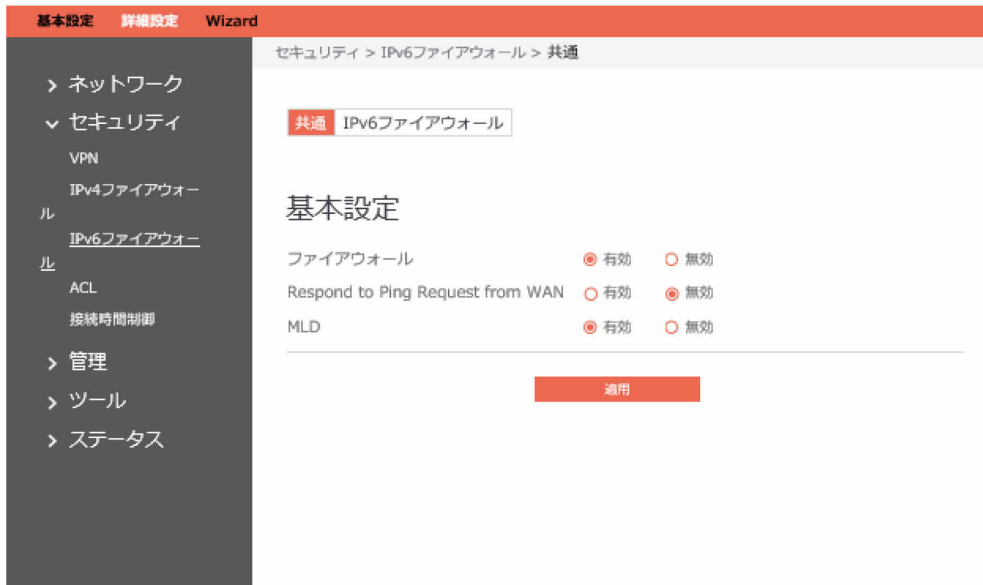 基本設定 詳細設定 Wizard
セキュリティ > IPv6ファイアウォール > 共通
> ネットワーク
セキュリティ
VPN
IPv4ファイアウォー
ル
IPv6ファイアウォー
ル
ACL
接続時間制御
> 管理
> ツール
> ステータス
共通 IPv6ファイアウォール
基本設定
ファイアウォール 有効 無効
Respond to Ping Request from WAN 有効 無効
MLD 有効 無効
適用